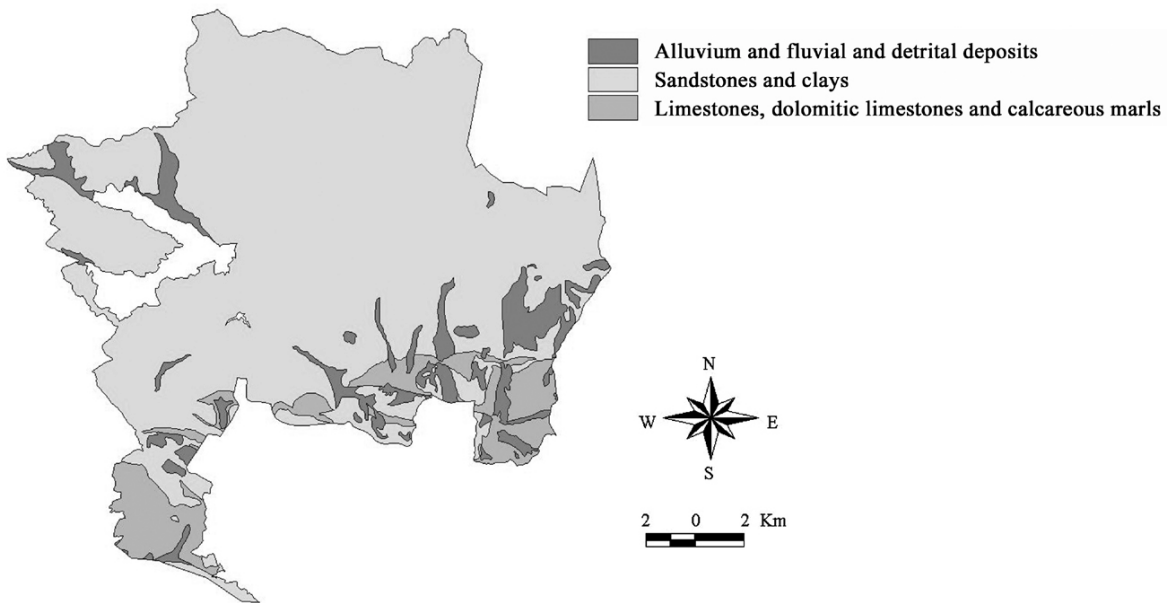 Alluvium and fluvial and detrital deposits
Sandstones and clays
Limestones, dolomitic limestones and calcareous marls
N
W E
S
2 0 2 Km